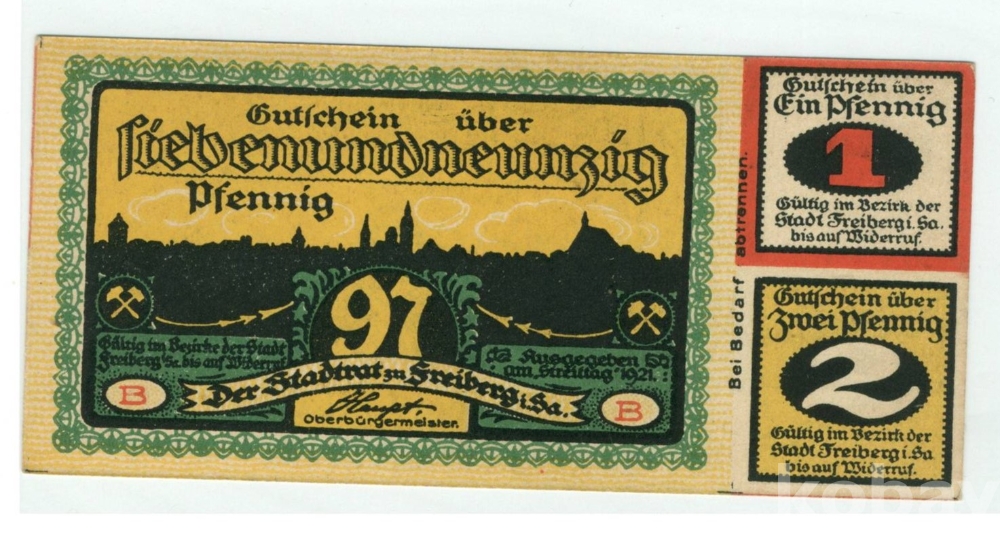 Gutschein über
siebenundneunzig
Pfennig
97
Gültig im Bezirke der Stadt
Freiberg i/Sa. bis auf Widerruf
Ausgegeben
am Streittag 1921.
B
Der Stadtrat zu Freiberg i. Sa.
B
Haupt.
Oberbürgermeister.
Bei Bedarf abtrennen.
Gutschein über
Ein Pfennig
1
Gültig im Bezirk der
Stadt Freiberg i. Sa.
bis auf Widerruf.
Gutschein über
Zwei Pfennig
2
Gültig im Bezirk der
Stadt Freiberg i. Sa
bis auf Widerruf.